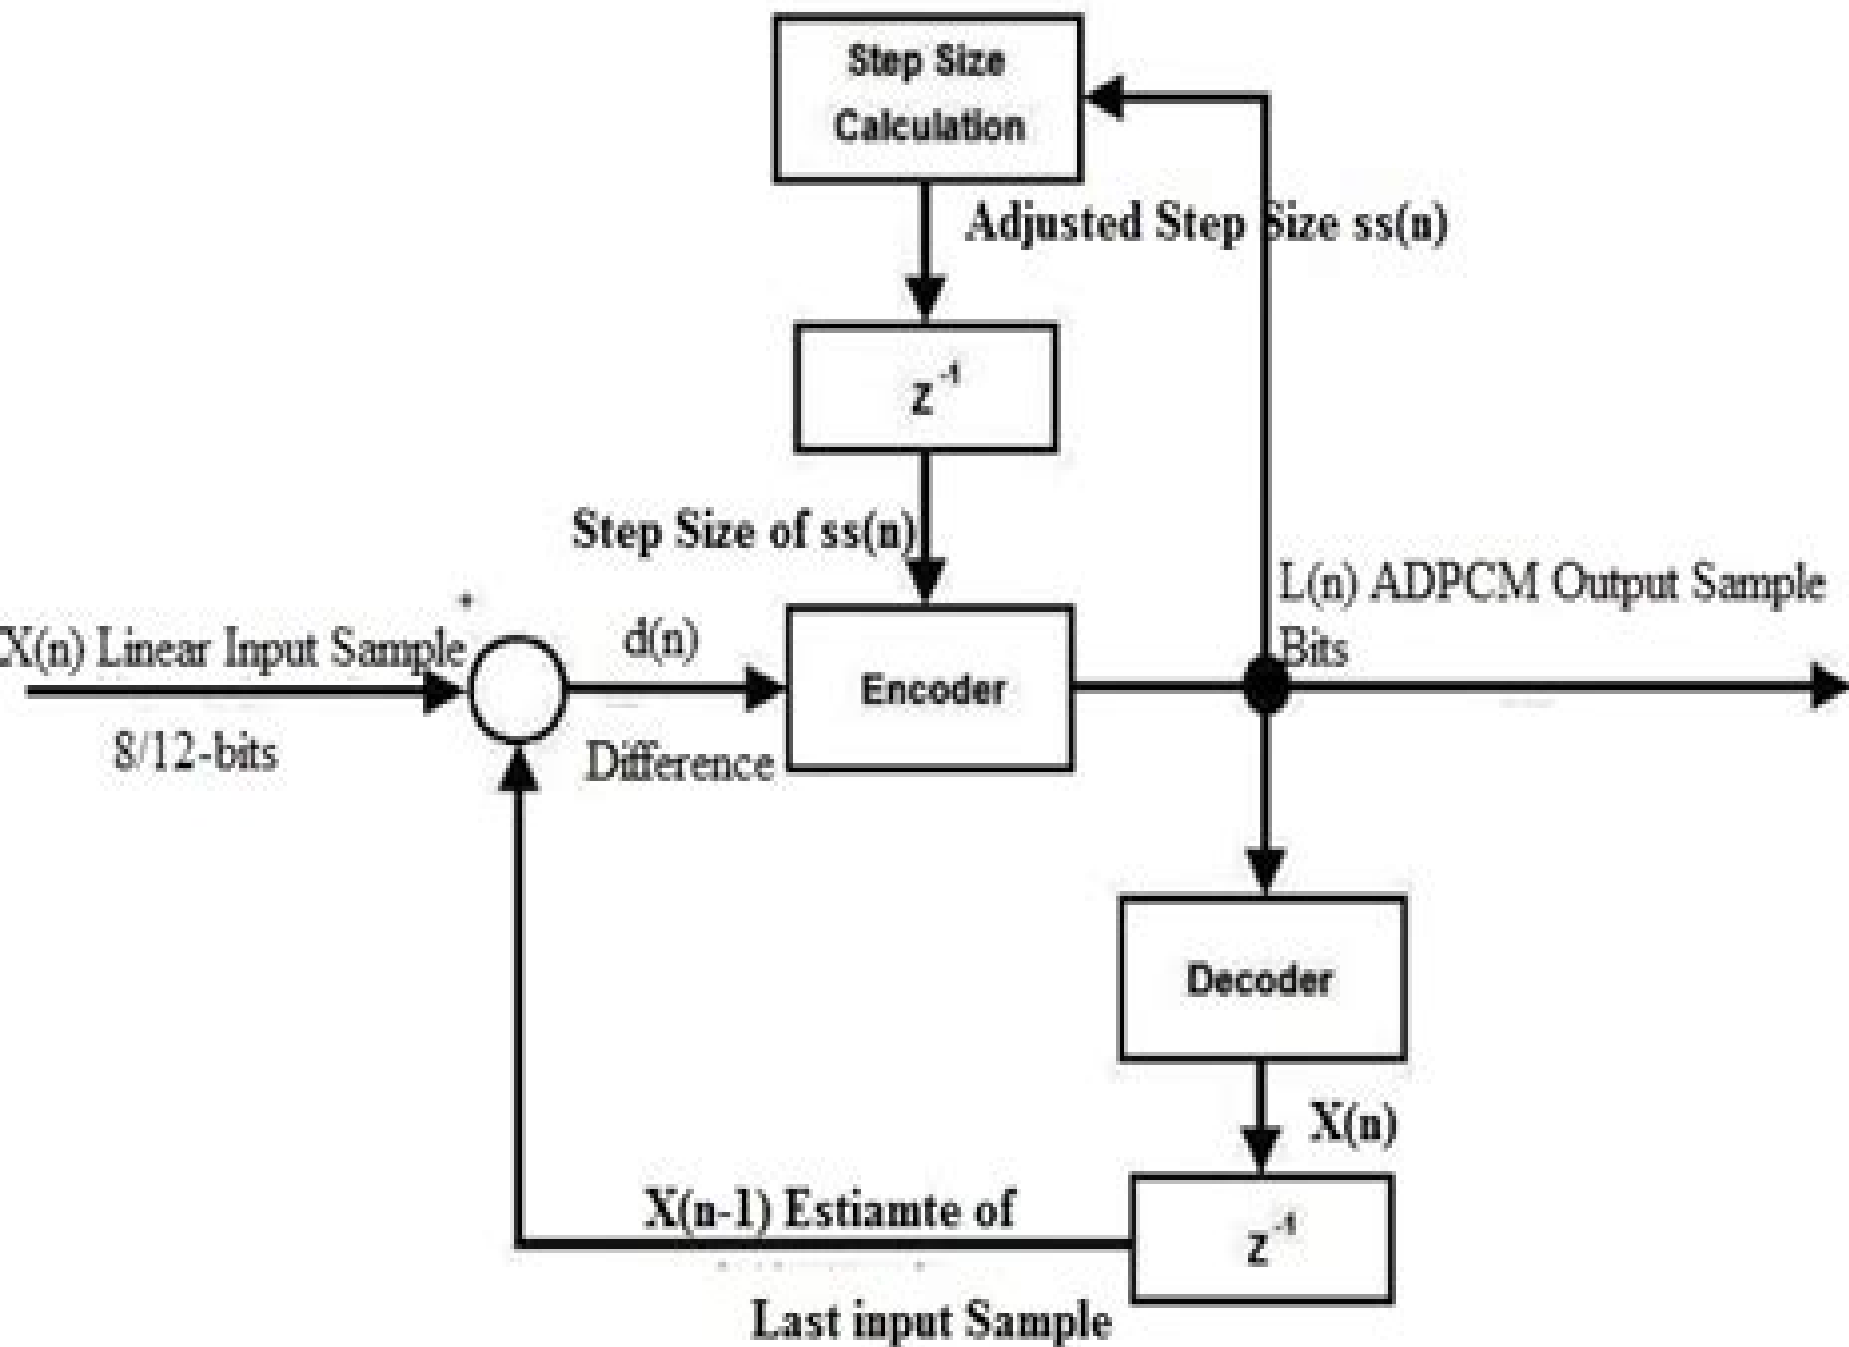 Step Size
Calculation
Adjusted Step Size ss(n)
Z⁻¹
Step Size of ss(n)
L(n) ADPCM Output Sample
Bits
+
X(n) Linear Input Sample
d(n)
Encoder
8/12-bits
Difference
Decoder
X(n)
X(n-1) Estiamte of
Z⁻¹
Last input Sample